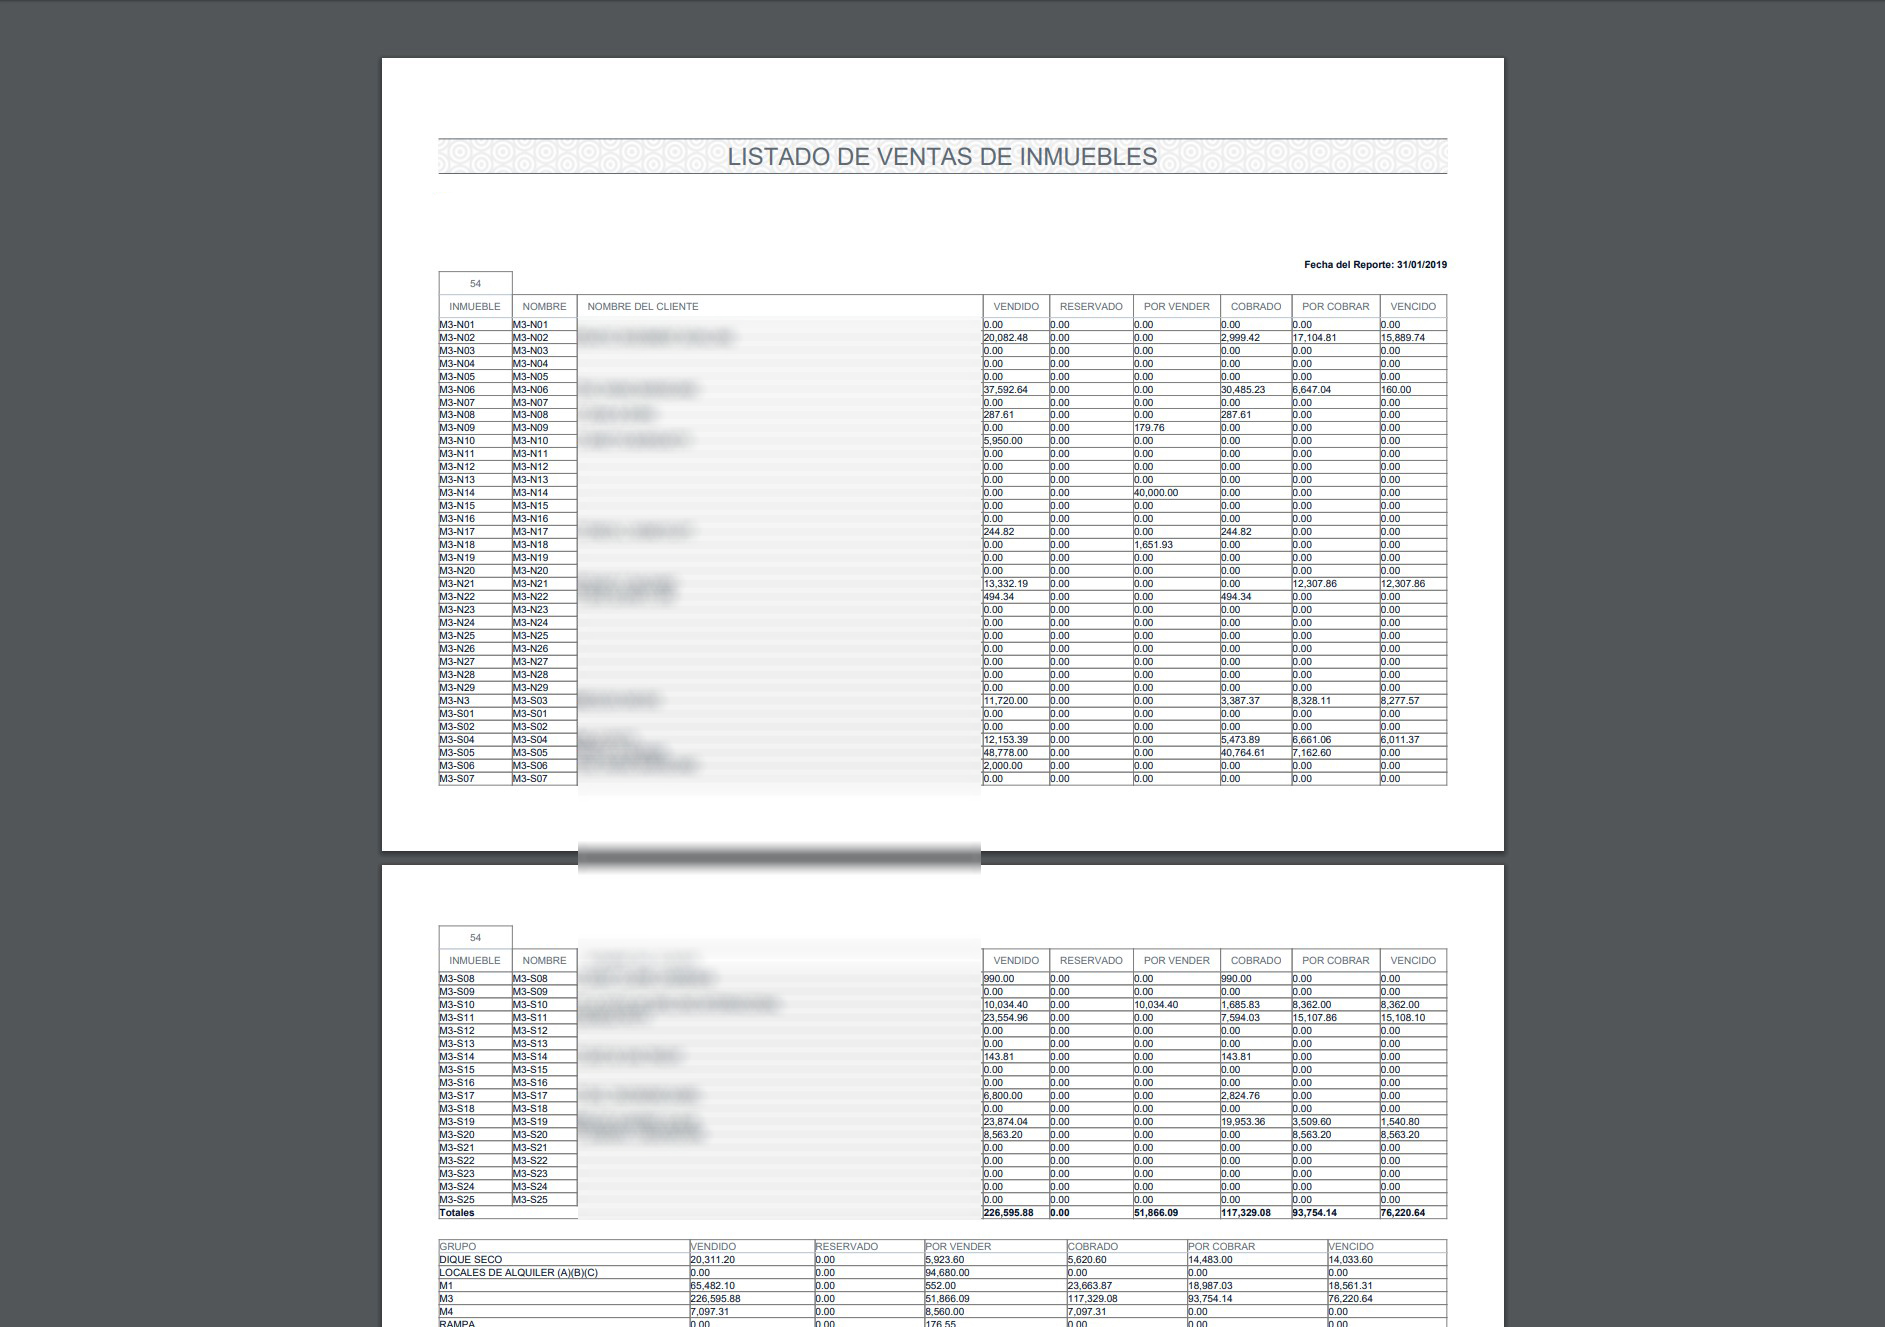 LISTADO DE VENTAS DE INMUEBLES
Fecha del Reporte: 31/01/2019
54
INMUEBLE NOMBRE NOMBRE DEL CLIENTE VENDIDO RESERVADO POR VENDER COBRADO POR COBRAR VENCIDO
M3-N01 M3-N01 0.00 0.00 0.00 0.00 0.00 0.00
M3-N02 M3-N02 20,082.48 0.00 0.00 2,999.42 17,104.81 15,889.74
M3-N03 M3-N03 0.00 0.00 0.00 0.00 0.00 0.00
M3-N04 M3-N04 0.00 0.00 0.00 0.00 0.00 0.00
M3-N05 M3-N05 0.00 0.00 0.00 0.00 0.00 0.00
M3-N06 M3-N06 37,592.64 0.00 0.00 30,485.23 6,647.04 160.00
M3-N07 M3-N07 0.00 0.00 0.00 0.00 0.00 0.00
M3-N08 M3-N08 287.61 0.00 0.00 287.61 0.00 0.00
M3-N09 M3-N09 0.00 0.00 179.76 0.00 0.00 0.00
M3-N10 M3-N10 5,950.00 0.00 0.00 0.00 0.00 0.00
M3-N11 M3-N11 0.00 0.00 0.00 0.00 0.00 0.00
M3-N12 M3-N12 0.00 0.00 0.00 0.00 0.00 0.00
M3-N13 M3-N13 0.00 0.00 0.00 0.00 0.00 0.00
M3-N14 M3-N14 0.00 0.00 40,000.00 0.00 0.00 0.00
M3-N15 M3-N15 0.00 0.00 0.00 0.00 0.00 0.00
M3-N16 M3-N16 0.00 0.00 0.00 0.00 0.00 0.00
M3-N17 M3-N17 244.82 0.00 0.00 244.82 0.00 0.00
M3-N18 M3-N18 0.00 0.00 1,651.93 0.00 0.00 0.00
M3-N19 M3-N19 0.00 0.00 0.00 0.00 0.00 0.00
M3-N20 M3-N20 0.00 0.00 0.00 0.00 0.00 0.00
M3-N21 M3-N21 13,332.19 0.00 0.00 0.00 12,307.86 12,307.86
M3-N22 M3-N22 494.34 0.00 0.00 494.34 0.00 0.00
M3-N23 M3-N23 0.00 0.00 0.00 0.00 0.00 0.00
M3-N24 M3-N24 0.00 0.00 0.00 0.00 0.00 0.00
M3-N25 M3-N25 0.00 0.00 0.00 0.00 0.00 0.00
M3-N26 M3-N26 0.00 0.00 0.00 0.00 0.00 0.00
M3-N27 M3-N27 0.00 0.00 0.00 0.00 0.00 0.00
M3-N28 M3-N28 0.00 0.00 0.00 0.00 0.00 0.00
M3-N29 M3-N29 0.00 0.00 0.00 0.00 0.00 0.00
M3-N3 M3-S03 11,720.00 0.00 0.00 3,387.37 8,328.11 8,277.57
M3-S01 M3-S01 0.00 0.00 0.00 0.00 0.00 0.00
M3-S02 M3-S02 0.00 0.00 0.00 0.00 0.00 0.00
M3-S04 M3-S04 12,153.39 0.00 0.00 5,473.89 6,661.06 6,011.37
M3-S05 M3-S05 48,778.00 0.00 0.00 40,764.61 7,162.60 0.00
M3-S06 M3-S06 2,000.00 0.00 0.00 0.00 0.00 0.00
M3-S07 M3-S07 0.00 0.00 0.00 0.00 0.00 0.00
54
INMUEBLE NOMBRE VENDIDO RESERVADO POR VENDER COBRADO POR COBRAR VENCIDO
M3-S08 M3-S08 990.00 0.00 0.00 990.00 0.00 0.00
M3-S09 M3-S09 0.00 0.00 0.00 0.00 0.00 0.00
M3-S10 M3-S10 10,034.40 0.00 10,034.40 1,685.83 8,362.00 8,362.00
M3-S11 M3-S11 23,554.96 0.00 0.00 7,594.03 15,107.86 15,108.10
M3-S12 M3-S12 0.00 0.00 0.00 0.00 0.00 0.00
M3-S13 M3-S13 0.00 0.00 0.00 0.00 0.00 0.00
M3-S14 M3-S14 143.81 0.00 0.00 143.81 0.00 0.00
M3-S15 M3-S15 0.00 0.00 0.00 0.00 0.00 0.00
M3-S16 M3-S16 0.00 0.00 0.00 0.00 0.00 0.00
M3-S17 M3-S17 6,800.00 0.00 0.00 2,824.76 0.00 0.00
M3-S18 M3-S18 0.00 0.00 0.00 0.00 0.00 0.00
M3-S19 M3-S19 23,874.04 0.00 0.00 19,953.36 3,509.60 1,540.80
M3-S20 M3-S20 8,563.20 0.00 0.00 0.00 8,563.20 8,563.20
M3-S21 M3-S21 0.00 0.00 0.00 0.00 0.00 0.00
M3-S22 M3-S22 0.00 0.00 0.00 0.00 0.00 0.00
M3-S23 M3-S23 0.00 0.00 0.00 0.00 0.00 0.00
M3-S24 M3-S24 0.00 0.00 0.00 0.00 0.00 0.00
M3-S25 M3-S25 0.00 0.00 0.00 0.00 0.00 0.00
Totales 226,595.88 0.00 51,866.09 117,329.08 93,754.14 76,220.64
GRUPO VENDIDO RESERVADO POR VENDER COBRADO POR COBRAR VENCIDO
DIQUE SECO 20,311.20 0.00 5,923.60 5,620.60 14,483.00 14,033.60
LOCALES DE ALQUILER (A)(B)(C) 0.00 0.00 94,680.00 0.00 0.00 0.00
M1 65,482.10 0.00 552.00 23,663.87 18,987.03 18,561.31
M3 226,595.88 0.00 51,866.09 117,329.08 93,754.14 76,220.64
M4 7,097.31 0.00 8,560.00 7,097.31 0.00 0.00
RAMPA 0.00 0.00 176.55 0.00 0.00 0.00